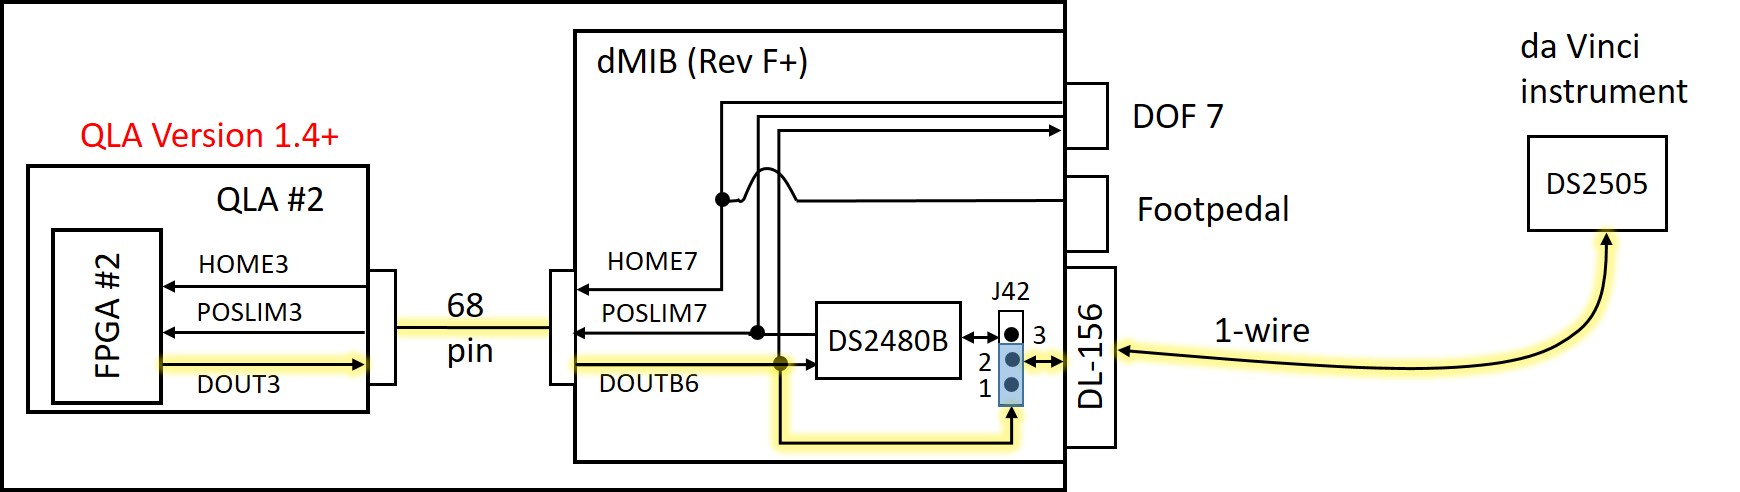 da Vinci
instrument
dMIB (Rev F+)
DOF 7
QLA Version 1.4+
DS2505
QLA #2
Footpedal
FPGA #2
HOME3
HOME7
POSLIM3
68
pin
POSLIM7
J42
DS2480B
3
2
1
DL-156
1-wire
DOUT3
DOUTB6